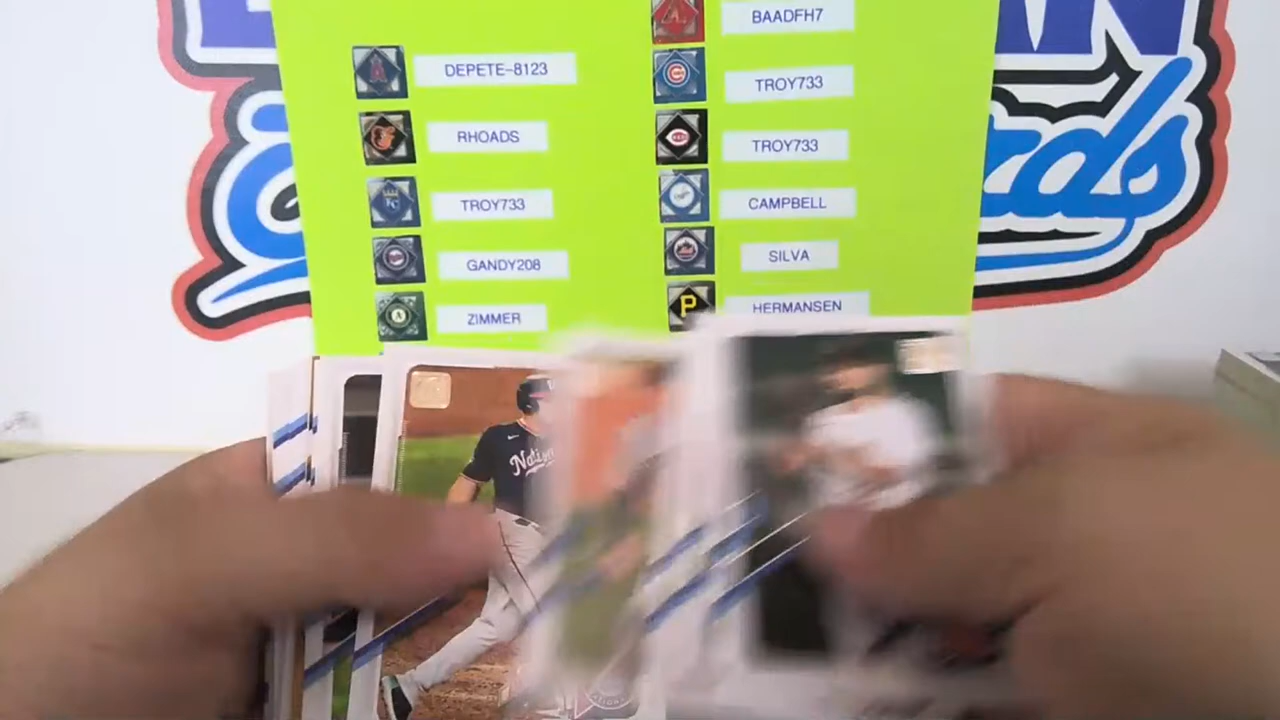 BAADFH7
DEPETE-8123
TROY733
RHOADS
TROY733
TROY733
CAMPBELL
GANDY208
SILVA
ZIMMER
HERMANSEN
P